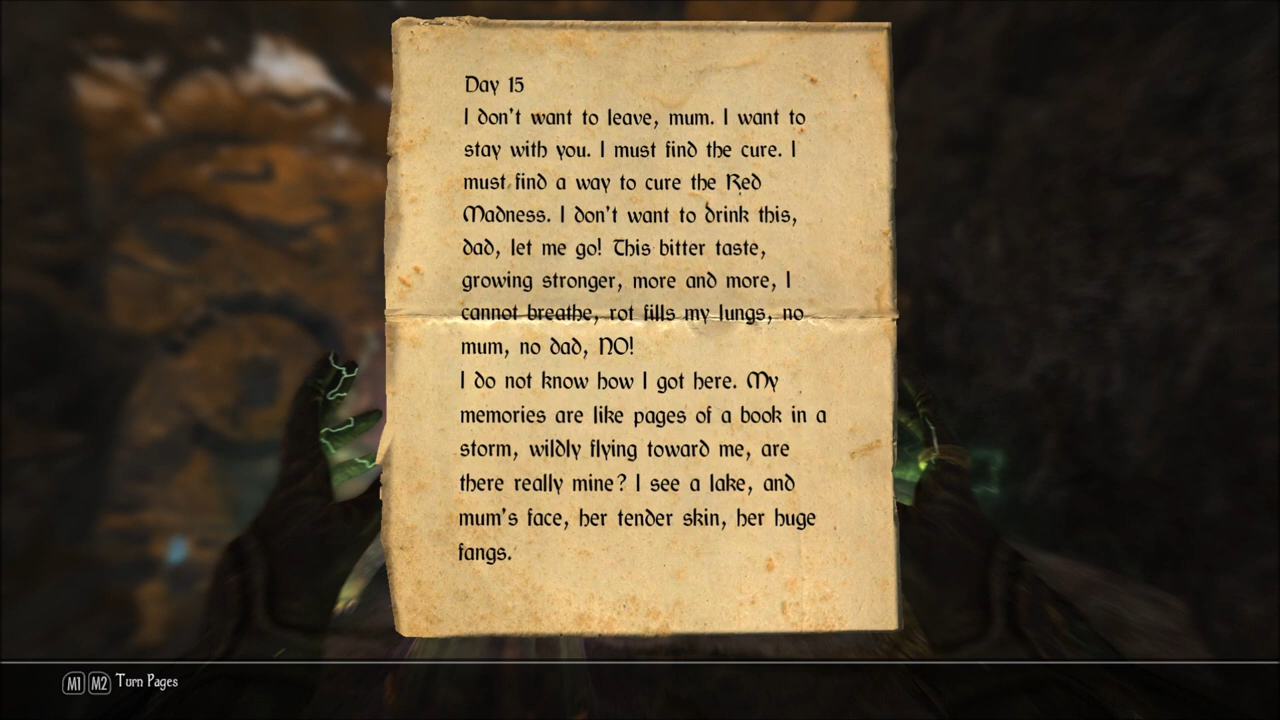 Day 15
I don't want to leave, mum. I want to
stay with you. I must find the cure. I
must find a way to cure the Red
Madness. I don't want to drink this,
dad, let me go! This bitter taste,
growing stronger, more and more, I
cannot breathe, rot fills my lungs, no
mum, no dad, NO!
I do not know how I got here. My
memories are like pages of a book in a
storm, wildly flying toward me, are
there really mine? I see a lake, and
mum's face, her tender skin, her huge
fangs.
M1 M2 Turn Pages